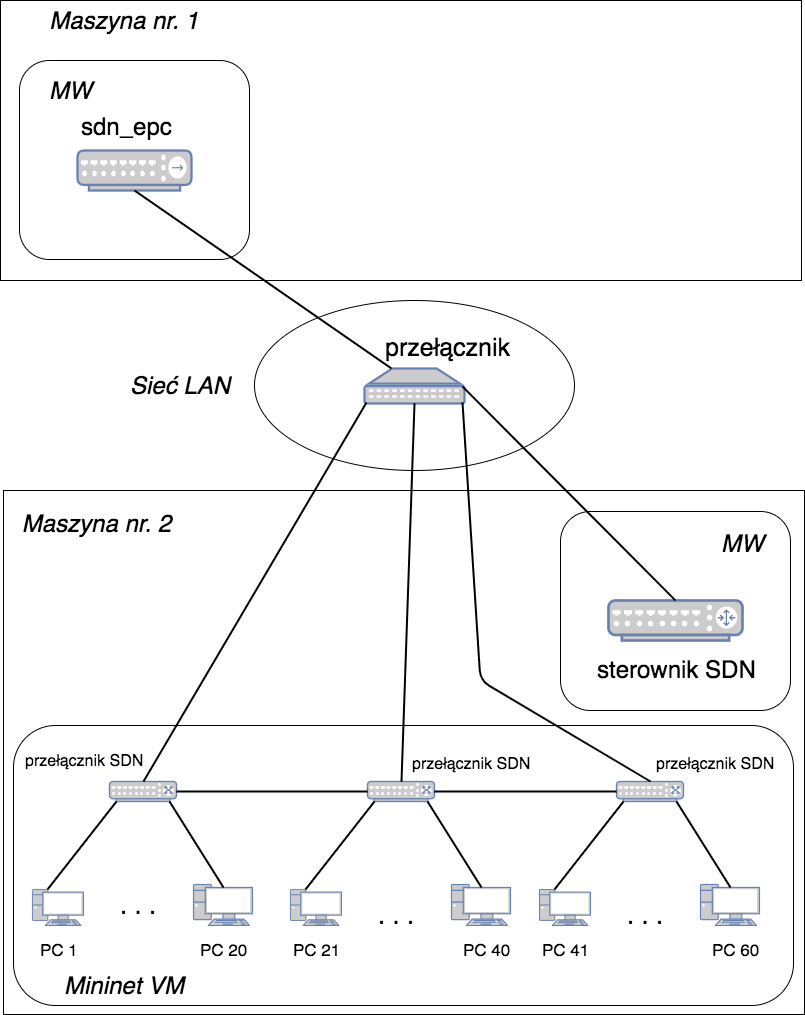 Maszyna nr. 1
MW
sdn_epc
przełącznik
Sieć LAN
Maszyna nr. 2
MW
sterownik SDN
przełącznik SDN
przełącznik SDN
przełącznik SDN
. . .
. . .
. . .
PC 1
PC 20
PC 21
PC 40
PC 41
PC 60
Mininet VM